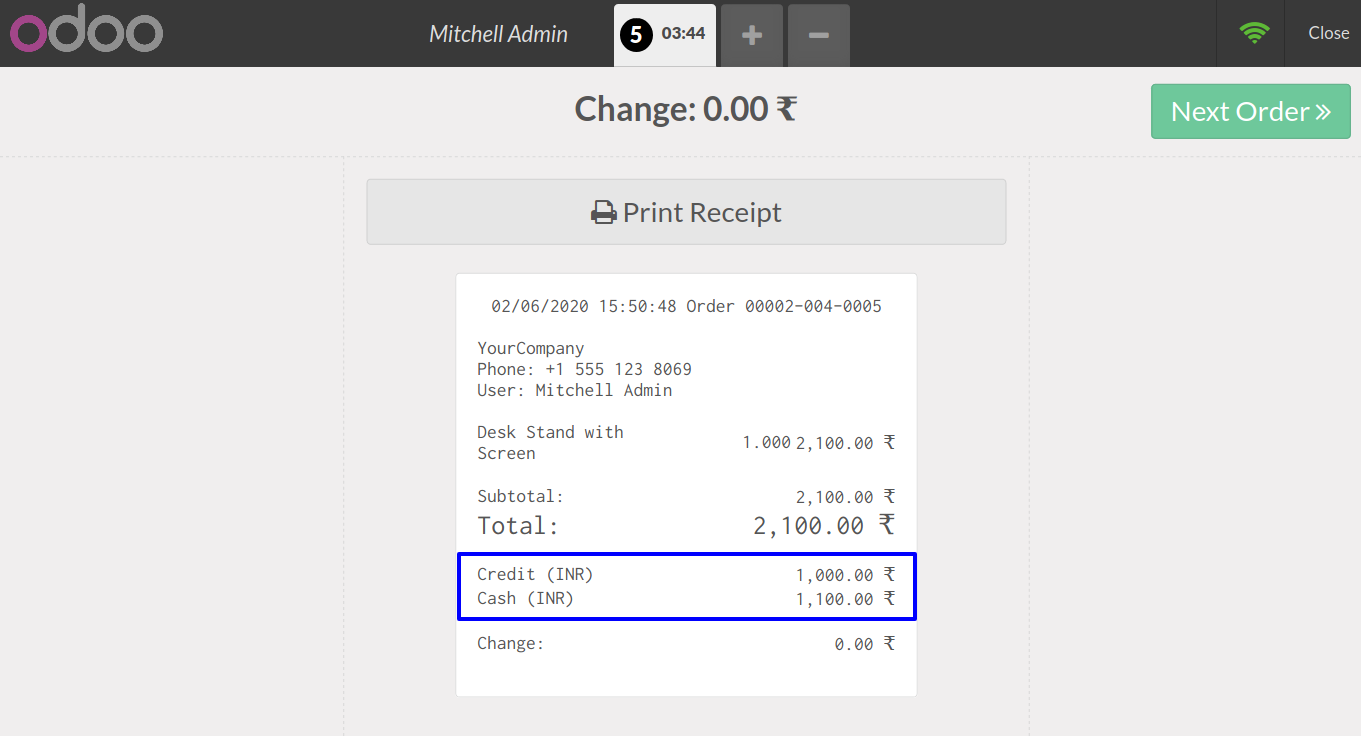 odoo
Mitchell Admin
5 03:44
Close
Change: 0.00 ₹
Next Order
Print Receipt
02/06/2020 15:50:48 Order 00002-004-0005
YourCompany
Phone: +1 555 123 8069
User: Mitchell Admin
Desk Stand with
Screen
1.000 2,100.00 ₹
Subtotal: 2,100.00 ₹
Total: 2,100.00 ₹
Credit (INR) 1,000.00 ₹
Cash (INR) 1,100.00 ₹
Change: 0.00 ₹